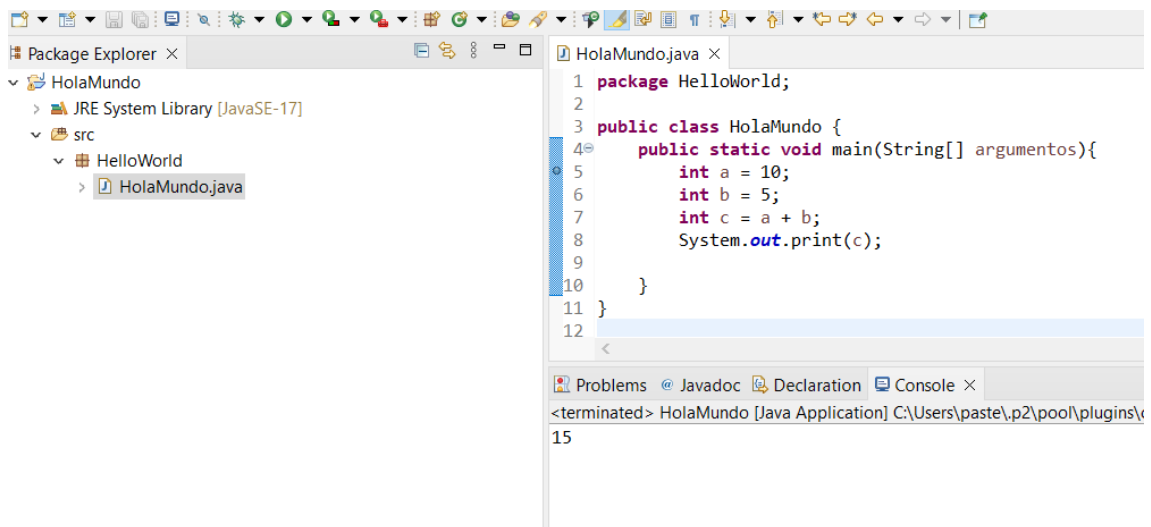 Package Explorer
HolaMundo
JRE System Library [JavaSE-17]
src
HelloWorld
HolaMundo.java
HolaMundo.java
1 package HelloWorld;
2
3 public class HolaMundo {
4 public static void main(String[] argumentos){
5 int a = 10;
6 int b = 5;
7 int c = a + b;
8 System.out.print(c);
9
10 }
11 }
12
Problems @ Javadoc Declaration Console
<terminated> HolaMundo [Java Application] C:\Users\paste\.p2\pool\plugins\
15